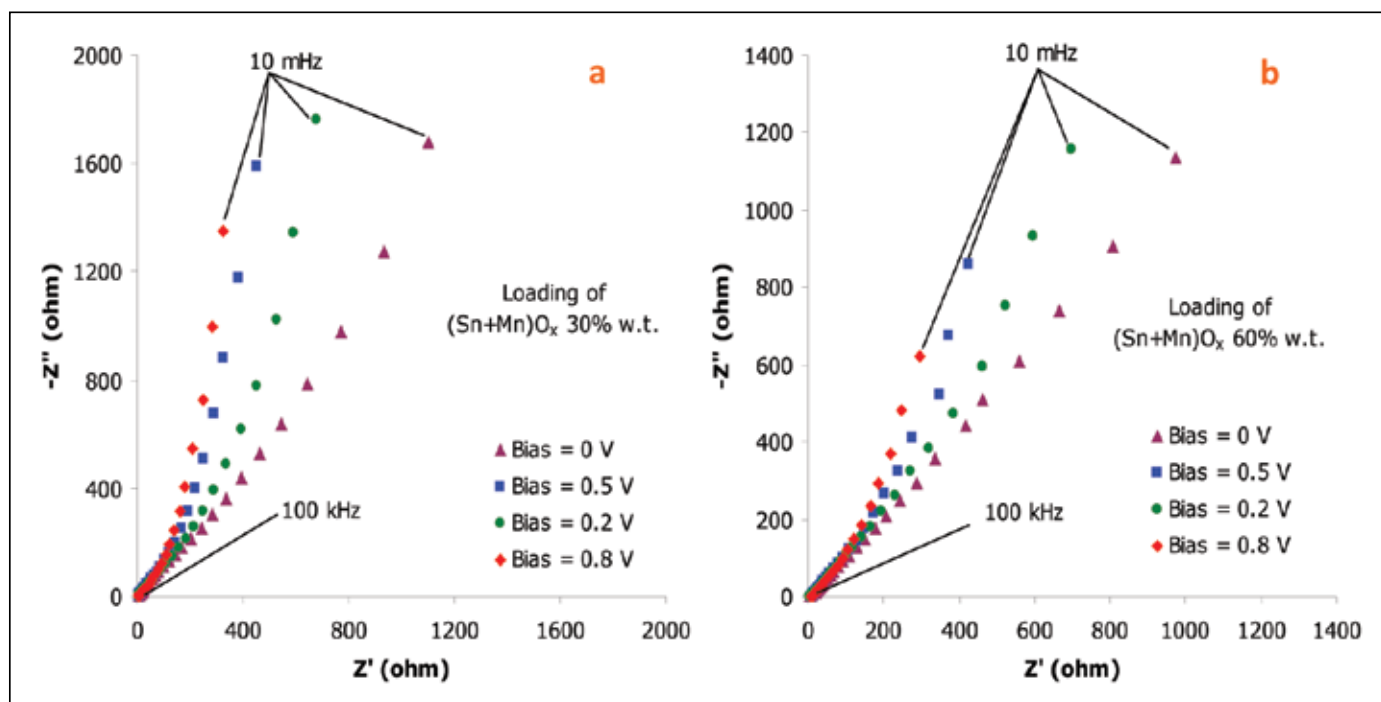 a
2000
1600
1200
800
400
0
-Z" (ohm)
10 mHz
Loading of
(Sn+Mn)Oₓ 30% w.t.
Bias = 0 V
Bias = 0.5 V
Bias = 0.2 V
Bias = 0.8 V
100 kHz
0 400 800 1200 1600 2000
Z' (ohm)
b
1400
1200
1000
800
600
400
200
0
-Z" (ohm)
10 mHz
Loading of
(Sn+Mn)Oₓ 60% w.t.
Bias = 0 V
Bias = 0.5 V
Bias = 0.2 V
Bias = 0.8 V
100 kHz
0 200 400 600 800 1000 1200 1400
Z' (ohm)